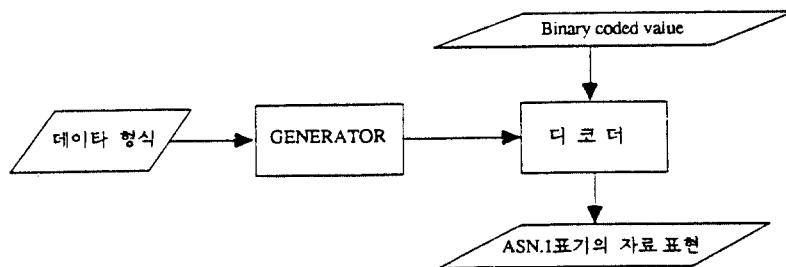 Binary coded value
데이타 형식
GENERATOR
디 코 더
ASN.1표기의 자료 표현